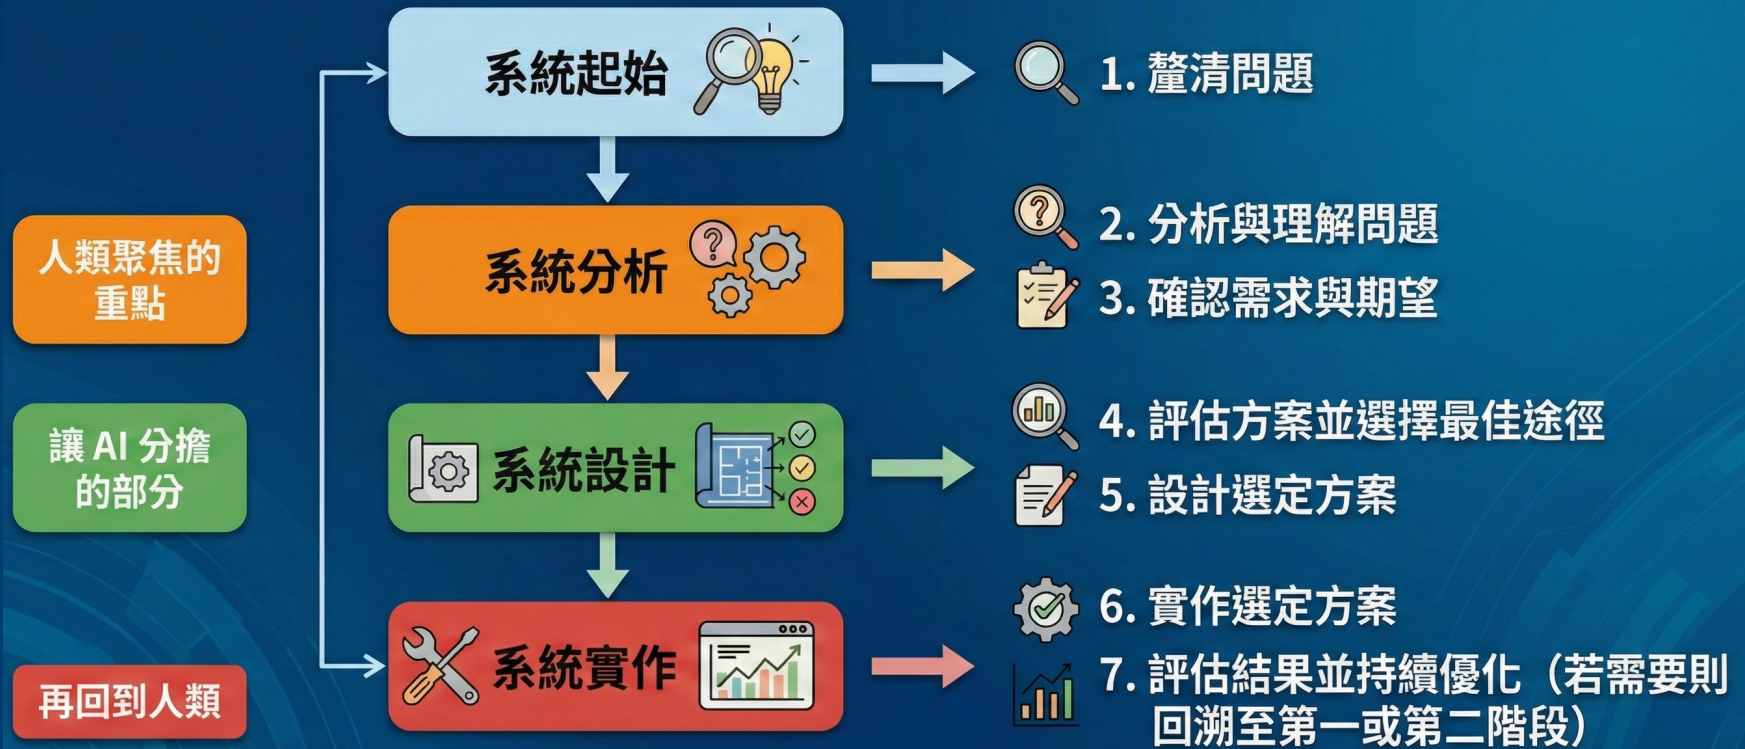 系統起始
1. 釐清問題
人類聚焦的
重點
系統分析
2. 分析與理解問題
3. 確認需求與期望
讓 AI 分擔
的部分
系統設計
4. 評估方案並選擇最佳途徑
5. 設計選定方案
再回到人類
系統實作
6. 實作選定方案
7. 評估結果並持續優化（若需要則
回溯至第一或第二階段）